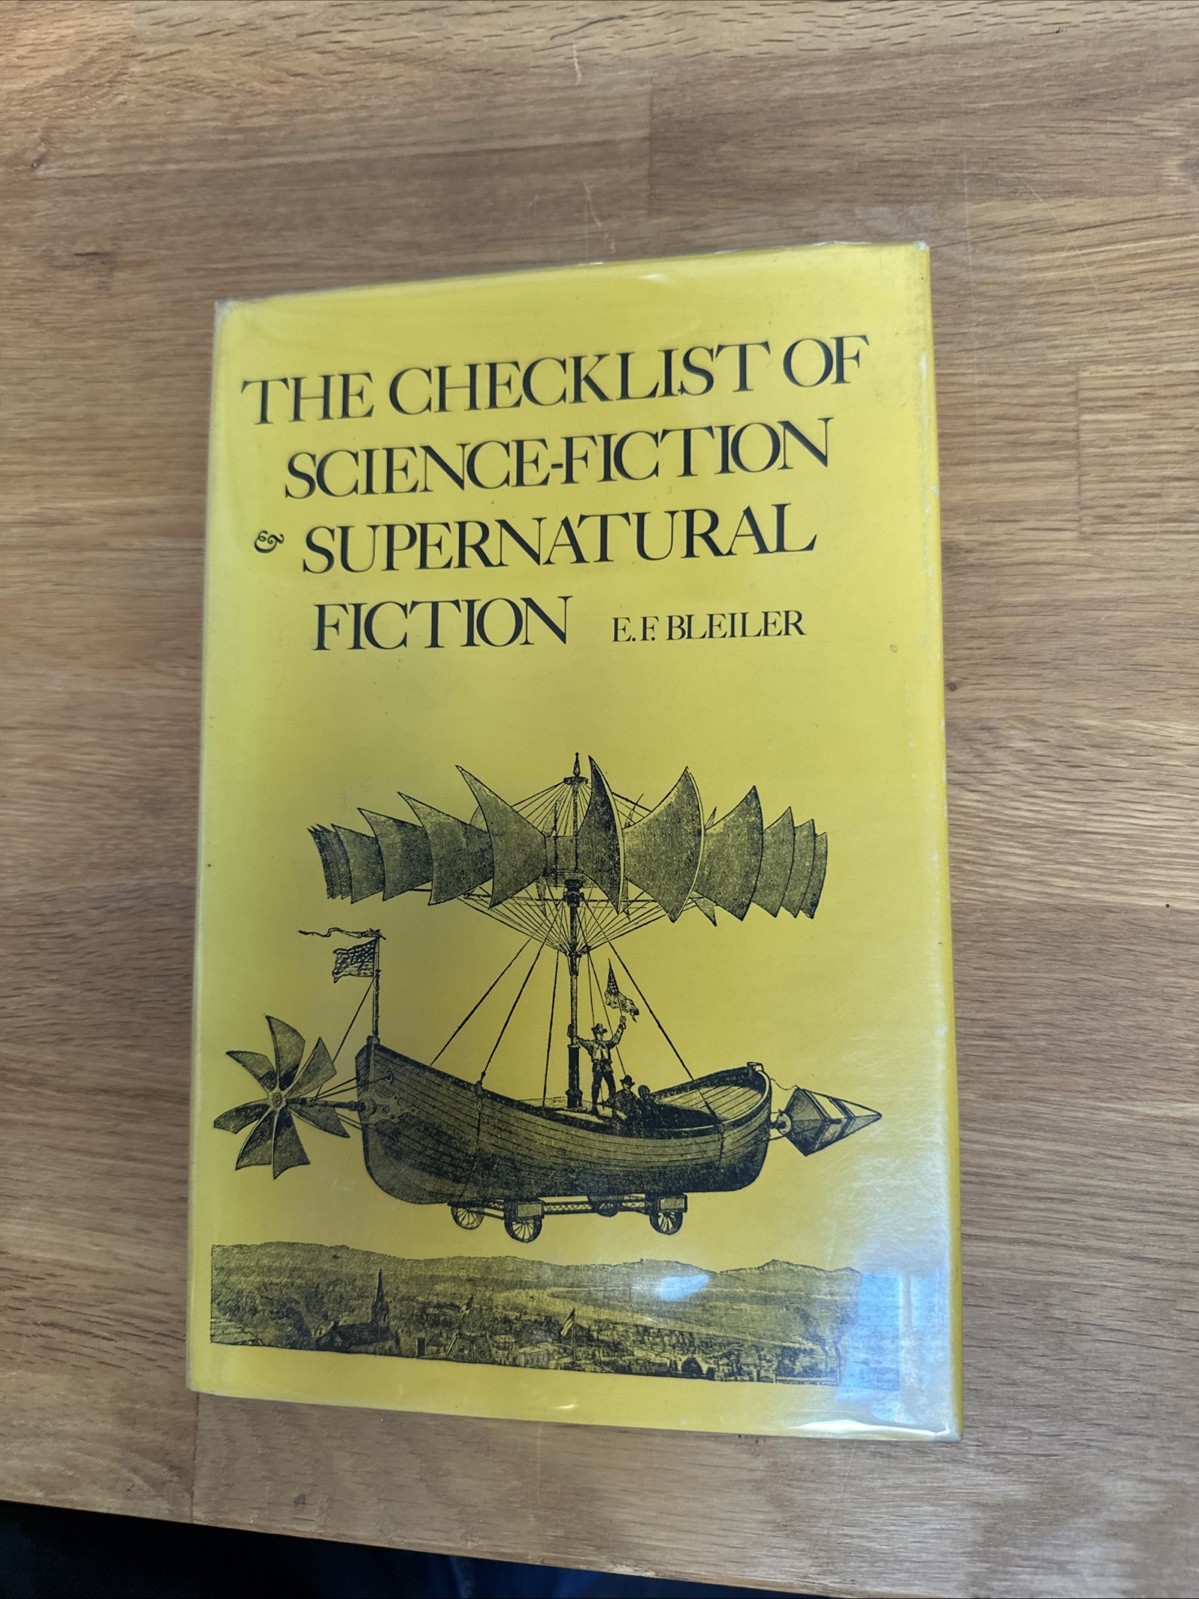 THE CHECKLIST OF
SCIENCE-FICTION
& SUPERNATURAL
FICTION E. F. BLEILER